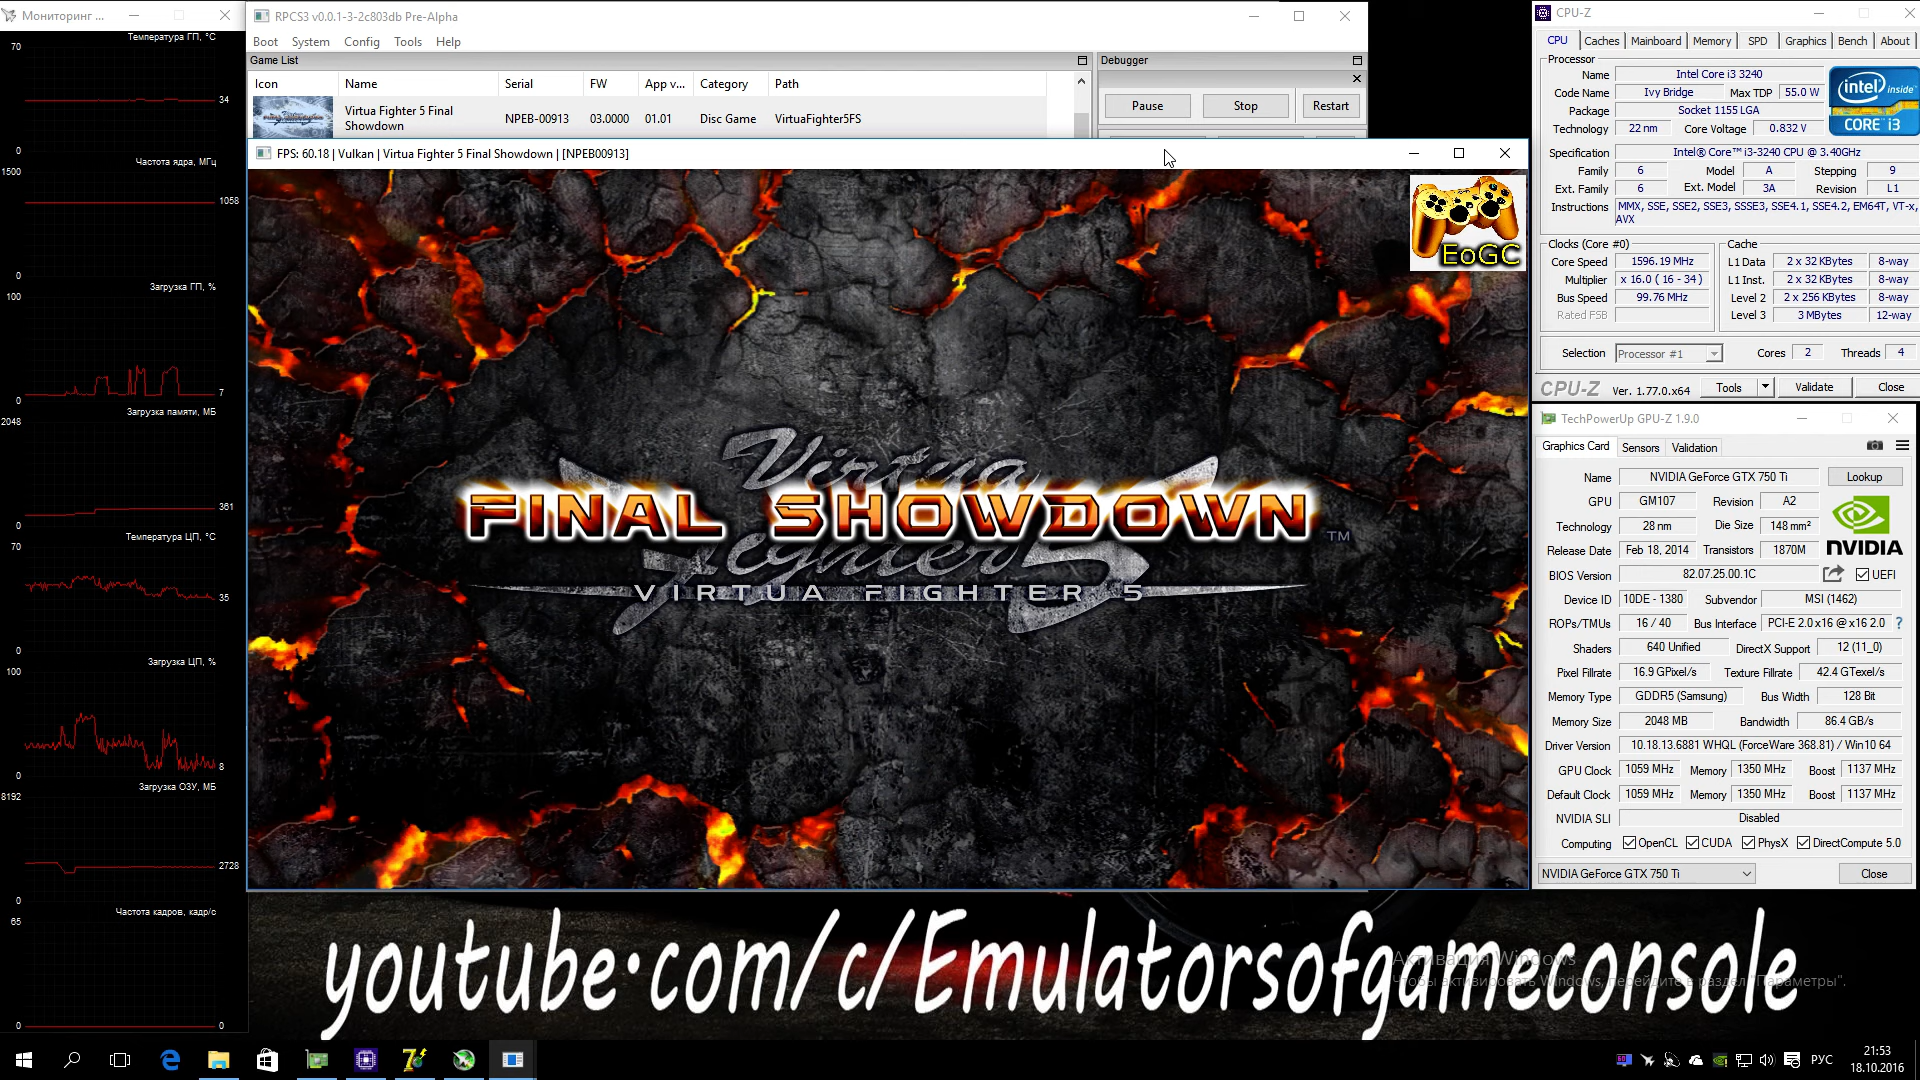 Мониторинг ...
Температура ГП, °C
70
34
0
Частота ядра, МГц
1500
1058
0
Загрузка ГП, %
100
7
0
Загрузка памяти, МБ
2048
361
0
Температура ЦП, °C
70
35
0
Загрузка ЦП, %
100
8
0
Загрузка ОЗУ, МБ
8192
2728
0
Частота кадров, кадр/с
65
0
0
RPCS3 v0.0.1-3-2c803db Pre-Alpha
Boot System Config Tools Help
Game List
Icon Name Serial FW App v... Category Path
Virtua Fighter 5 Final
Showdown
NPEB-00913 03.0000 01.01 Disc Game VirtuaFighter5FS
Debugger
Pause Stop Restart
FPS: 60.18 | Vulkan | Virtua Fighter 5 Final Showdown | [NPEB00913]
EoGC
Virtua
FINAL SHOWDOWN
TM
Fighter 5
VIRTUA FIGHTER 5
CPU-Z
CPU Caches Mainboard Memory SPD Graphics Bench About
Processor
Name Intel Core i3 3240
Code Name Ivy Bridge Max TDP 55.0 W
Package Socket 1155 LGA
Technology 22 nm Core Voltage 0.832 V
intel inside™
CORE i3
Specification Intel® Core™ i3-3240 CPU @ 3.40GHz
Family 6 Model A Stepping 9
Ext. Family 6 Ext. Model 3A Revision L1
Instructions MMX, SSE, SSE2, SSE3, SSSE3, SSE4.1, SSE4.2, EM64T, VT-x,
AVX
Clocks (Core #0) Cache
Core Speed 1596.19 MHz L1 Data 2 x 32 KBytes 8-way
Multiplier x 16.0 ( 16 - 34 ) L1 Inst. 2 x 32 KBytes 8-way
Bus Speed 99.76 MHz Level 2 2 x 256 KBytes 8-way
Rated FSB Level 3 3 MBytes 12-way
Selection Processor #1 Cores 2 Threads 4
CPU-Z Ver. 1.77.0.x64 Tools Validate Close
TechPowerUp GPU-Z 1.9.0
Graphics Card Sensors Validation
Name NVIDIA GeForce GTX 750 Ti Lookup
GPU GM107 Revision A2
Technology 28 nm Die Size 148 mm²
Release Date Feb 18, 2014 Transistors 1870M
NVIDIA
BIOS Version 82.07.25.00.1C UEFI
Device ID 10DE - 1380 Subvendor MSI (1462)
ROPs/TMUs 16 / 40 Bus Interface PCI-E 2.0 x16 @ x16 2.0 ?
Shaders 640 Unified DirectX Support 12 (11_0)
Pixel Fillrate 16.9 GPixel/s Texture Fillrate 42.4 GTexel/s
Memory Type GDDR5 (Samsung) Bus Width 128 Bit
Memory Size 2048 MB Bandwidth 86.4 GB/s
Driver Version 10.18.13.6881 WHQL (ForceWare 368.81) / Win10 64
GPU Clock 1059 MHz Memory 1350 MHz Boost 1137 MHz
Default Clock 1059 MHz Memory 1350 MHz Boost 1137 MHz
NVIDIA SLI Disabled
Computing OpenCL CUDA PhysX DirectCompute 5.0
NVIDIA GeForce GTX 750 Ti Close
youtube.com/c/Emulatorsofgameconsole
Активация Windows
Чтобы активировать Windows, перейдите в раздел "Параметры".
РУС
21:53
18.10.2016